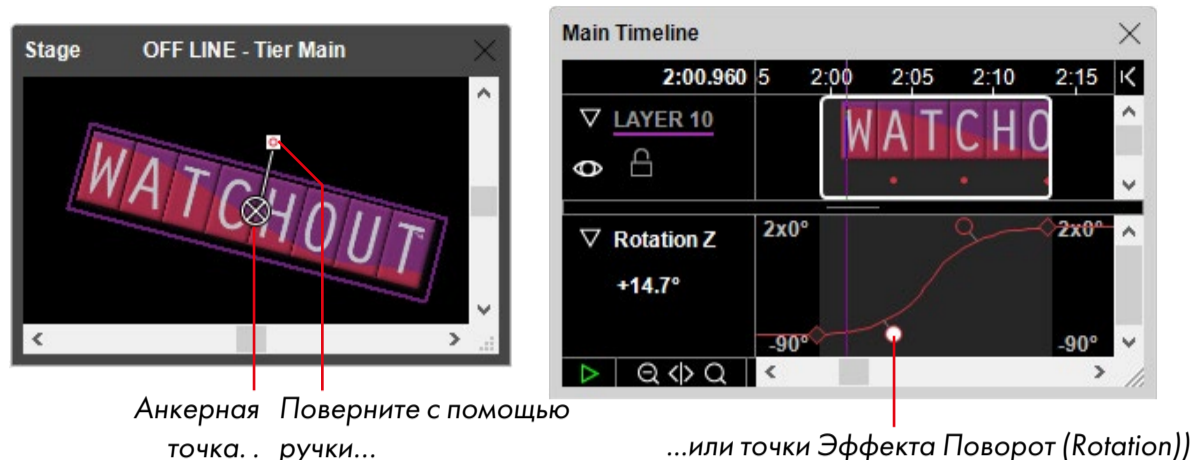 Stage OFF LINE - Tier Main
WATCHOUT
Анкерная точка. .
Поверните с помощью ручки...
Main Timeline
2:00.960 5 2:00 2:05 2:10 2:15
LAYER 10
WATCHO
Rotation Z
+14.7°
2x0° 2x0°
-90° -90°
...или точки Эффекта Поворот (Rotation))